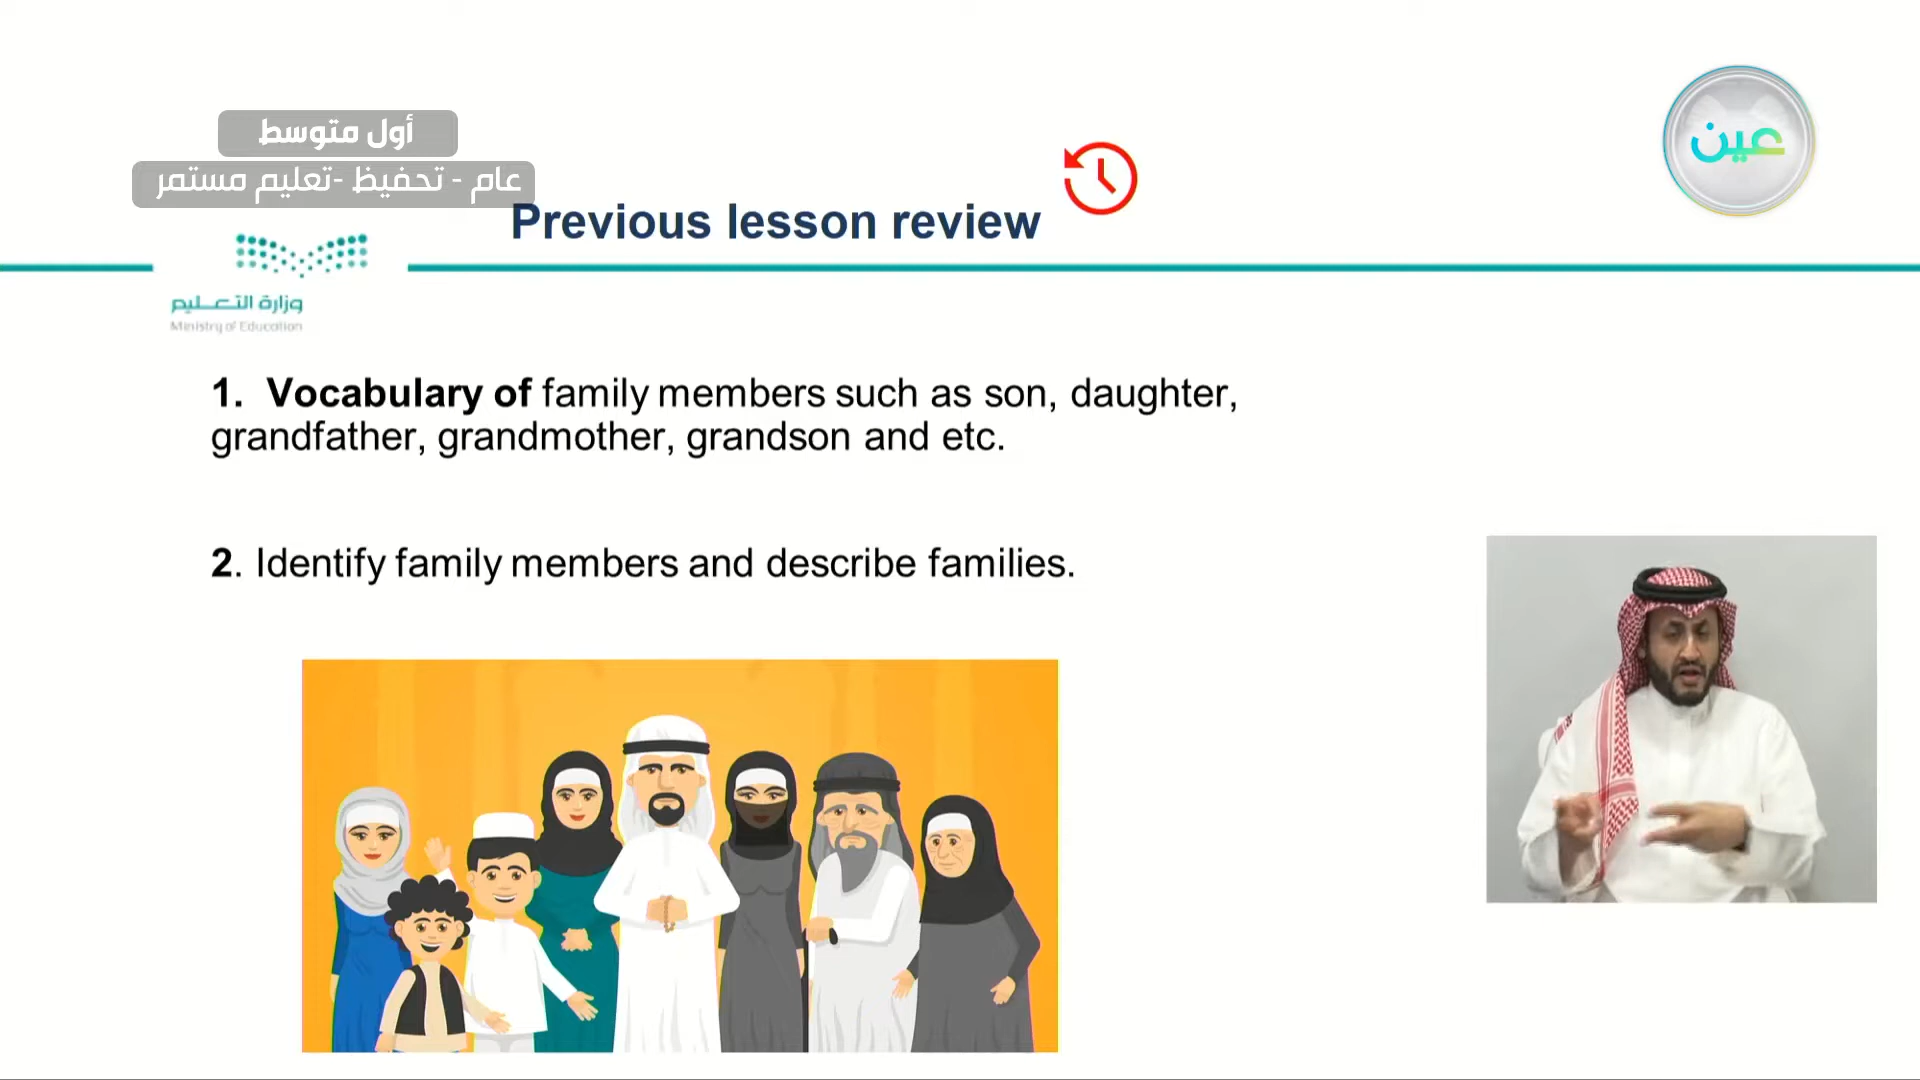 أول متوسط
عام - تحفيظ -تعليم مستمر
عين
Previous lesson review
وزارة التعليم
Ministry of Education
1. Vocabulary of family members such as son, daughter,
grandfather, grandmother, grandson and etc.
2. Identify family members and describe families.